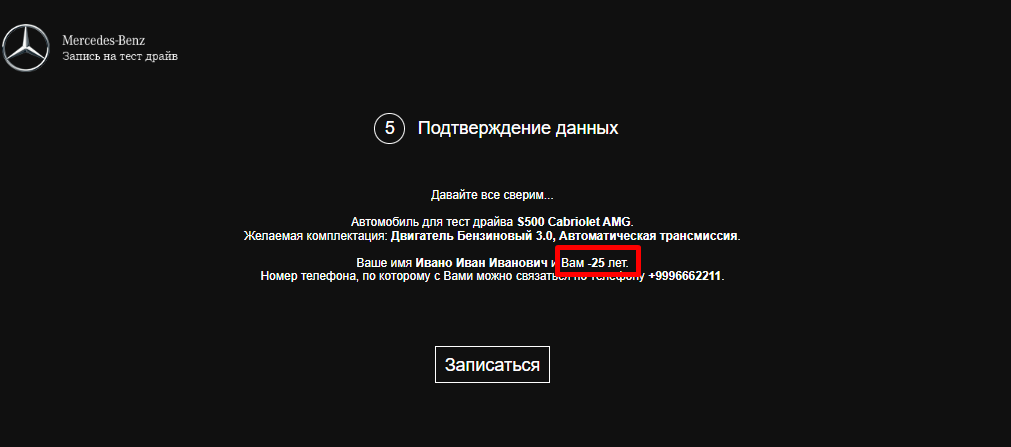 Mercedes-Benz
Запись на тест драйв
5 Подтверждение данных
Давайте все сверим...
Автомобиль для тест драйва S500 Cabriolet AMG.
Желаемая комплектация: Двигатель Бензиновый 3.0, Автоматическая трансмиссия.
Ваше имя Ивано Иван Иванович и Вам -25 лет.
Номер телефона, по которому с Вами можно связаться по телефону +9996662211.
Записаться